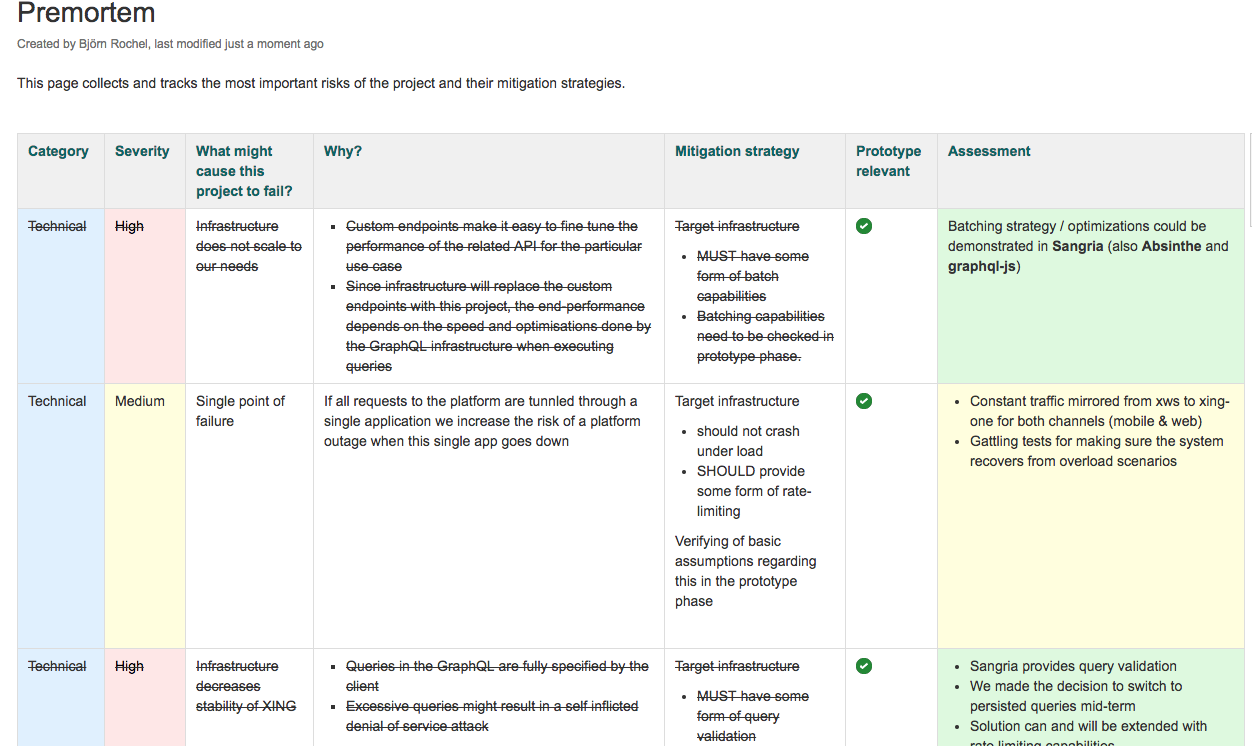 Premortem
Created by Björn Rochel, last modified just a moment ago
This page collects and tracks the most important risks of the project and their mitigation strategies.
Category
Severity
What might
cause this
project to fail?
Why?
Mitigation strategy
Prototype
relevant
Assessment
Technical
High
Infrastructure
does not scale to
our needs
Custom endpoints make it easy to fine tune the
performance of the related API for the particular
use case
Since infrastructure will replace the custom
endpoints with this project, the end-performance
depends on the speed and optimisations done by
the GraphQL infrastructure when executing
queries
Target infrastructure
MUST have some
form of batch
capabilities
Batching capabilities
need to be checked in
prototype phase.
Batching strategy / optimizations could be
demonstrated in Sangria (also Absinthe and
graphql-js)
Technical
Medium
Single point of
failure
If all requests to the platform are tunnled through a
single application we increase the risk of a platform
outage when this single app goes down
Target infrastructure
should not crash
under load
SHOULD provide
some form of rate-
limiting
Verifying of basic
assumptions regarding
this in the prototype
phase
Constant traffic mirrored from xws to xing-
one for both channels (mobile & web)
Gattling tests for making sure the system
recovers from overload scenarios
Technical
High
Infrastructure
decreases
stability of XING
Queries in the GraphQL are fully specified by the
client
Excessive queries might result in a self inflicted
denial of service attack
Target infrastructure
MUST have some
form of query
validation
Sangria provides query validation
We made the decision to switch to
persisted queries mid-term
Solution can and will be extended with
rate limiting capabilities